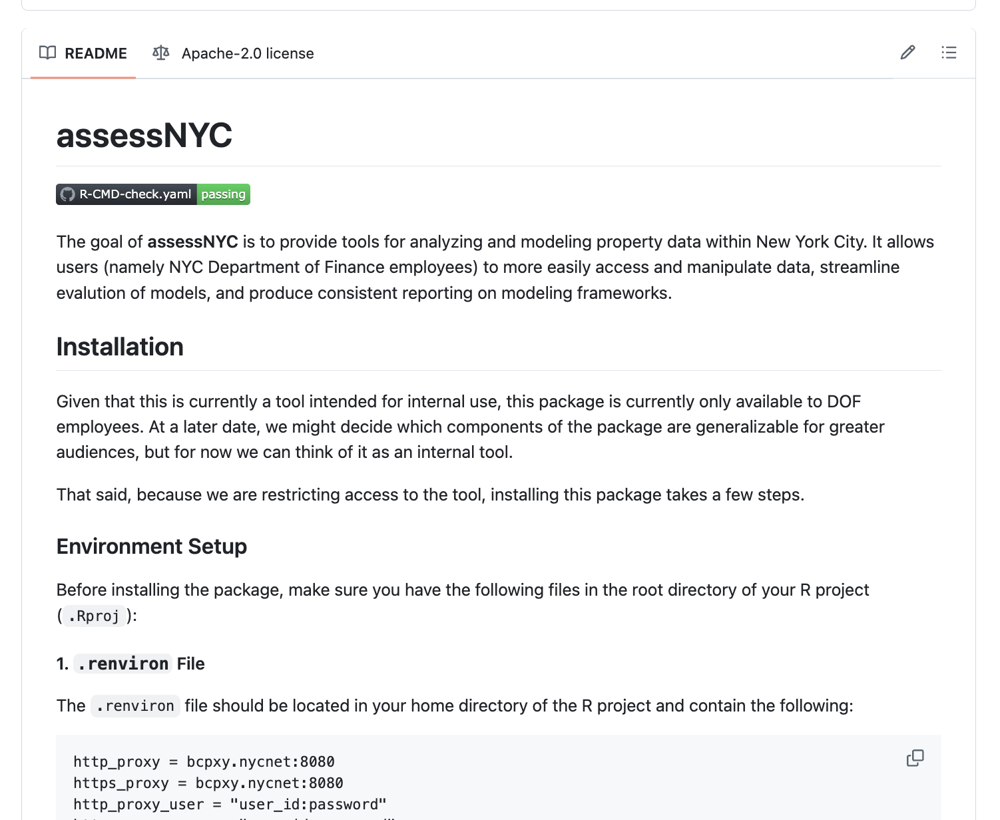 README Apache-2.0 license
assessNYC
R-CMD-check.yaml passing
The goal of assessNYC is to provide tools for analyzing and modeling property data within New York City. It allows
users (namely NYC Department of Finance employees) to more easily access and manipulate data, streamline
evalution of models, and produce consistent reporting on modeling frameworks.
Installation
Given that this is currently a tool intended for internal use, this package is currently only available to DOF
employees. At a later date, we might decide which components of the package are generalizable for greater
audiences, but for now we can think of it as an internal tool.
That said, because we are restricting access to the tool, installing this package takes a few steps.
Environment Setup
Before installing the package, make sure you have the following files in the root directory of your R project
( .Rproj ):
1. .renviron File
The .renviron file should be located in your home directory of the R project and contain the following:
http_proxy = bcpxy.nycnet:8080
https_proxy = bcpxy.nycnet:8080
http_proxy_user = "user_id:password"